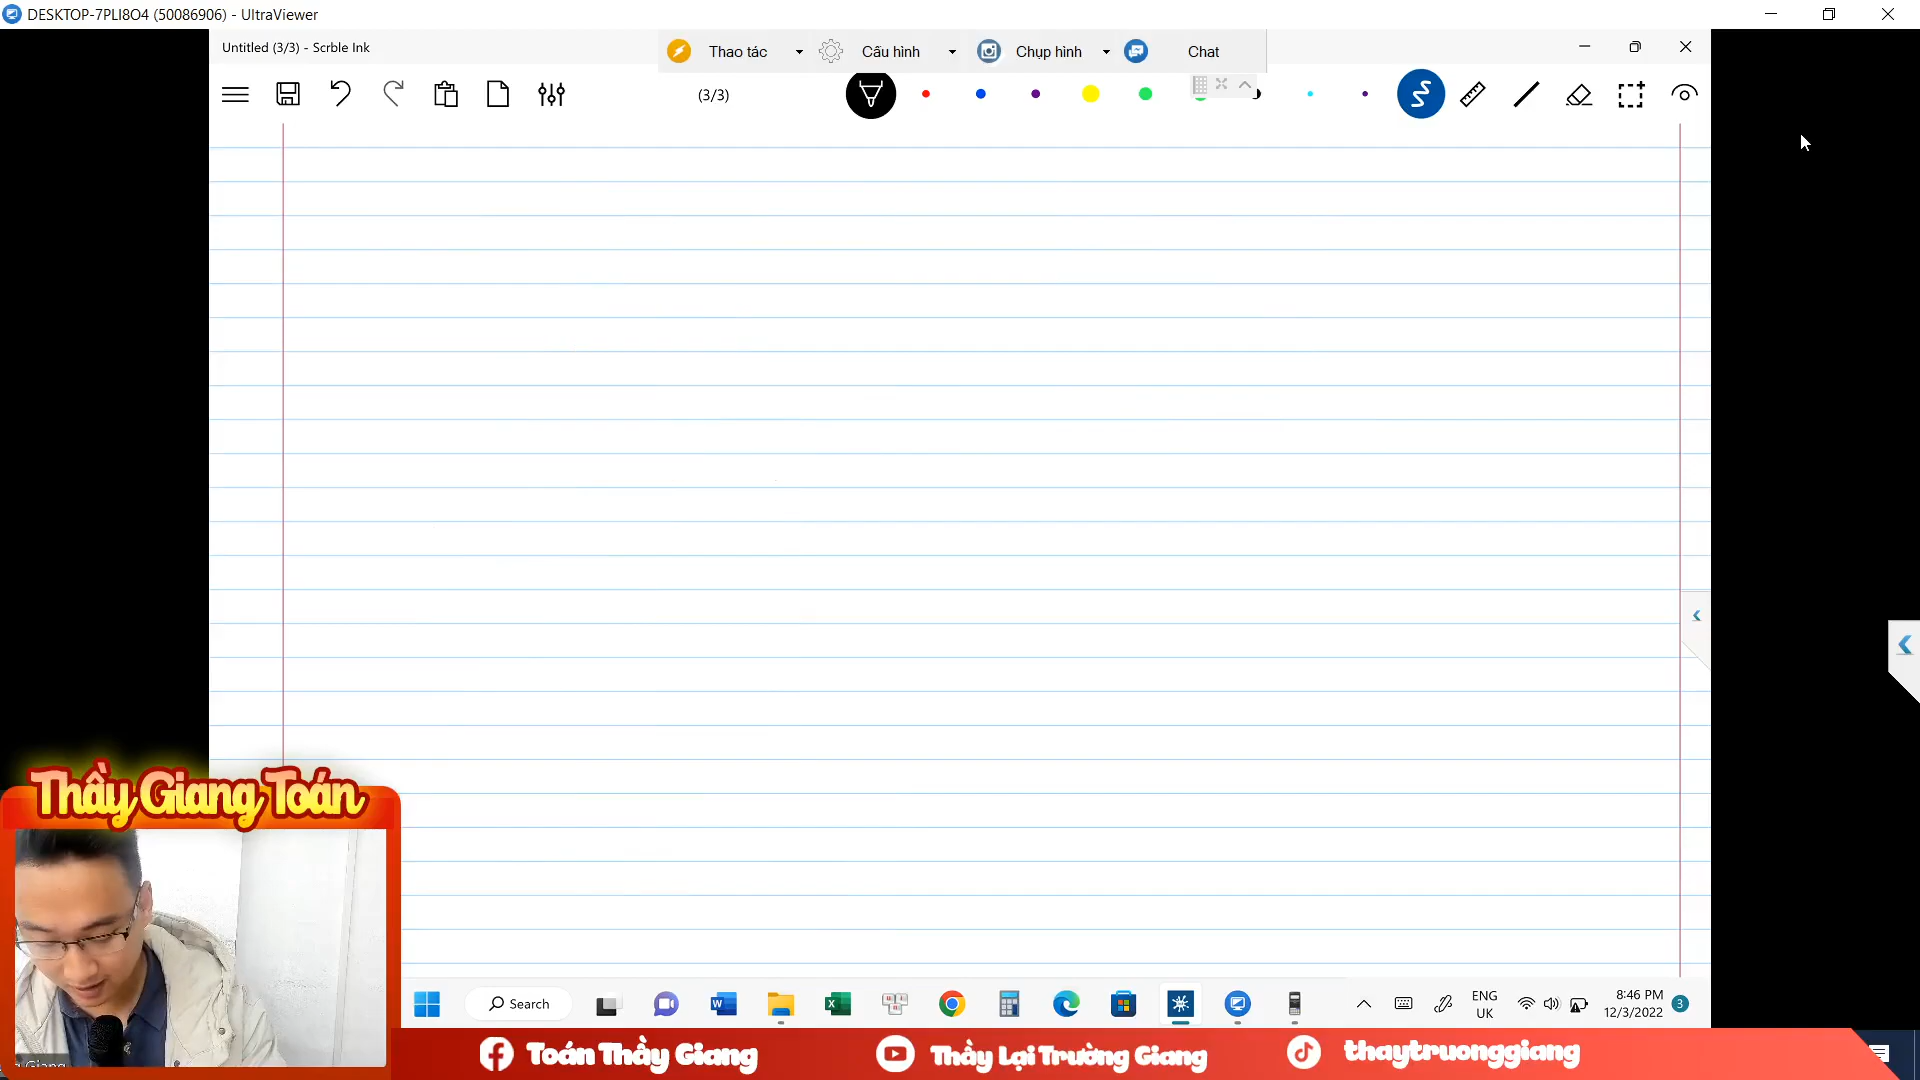 DESKTOP-7PLI8O4 (50086906) - UltraViewer
Untitled (3/3) - Scrble Ink
Thao tác
Cấu hình
Chụp hình
Chat
(3/3)
Thầy Giang Toán
Search
ENG
UK
8:46 PM
12/3/2022
3
Giang
Toán Thầy Giang
Thầy Lại Trường Giang
thaytruonggiang